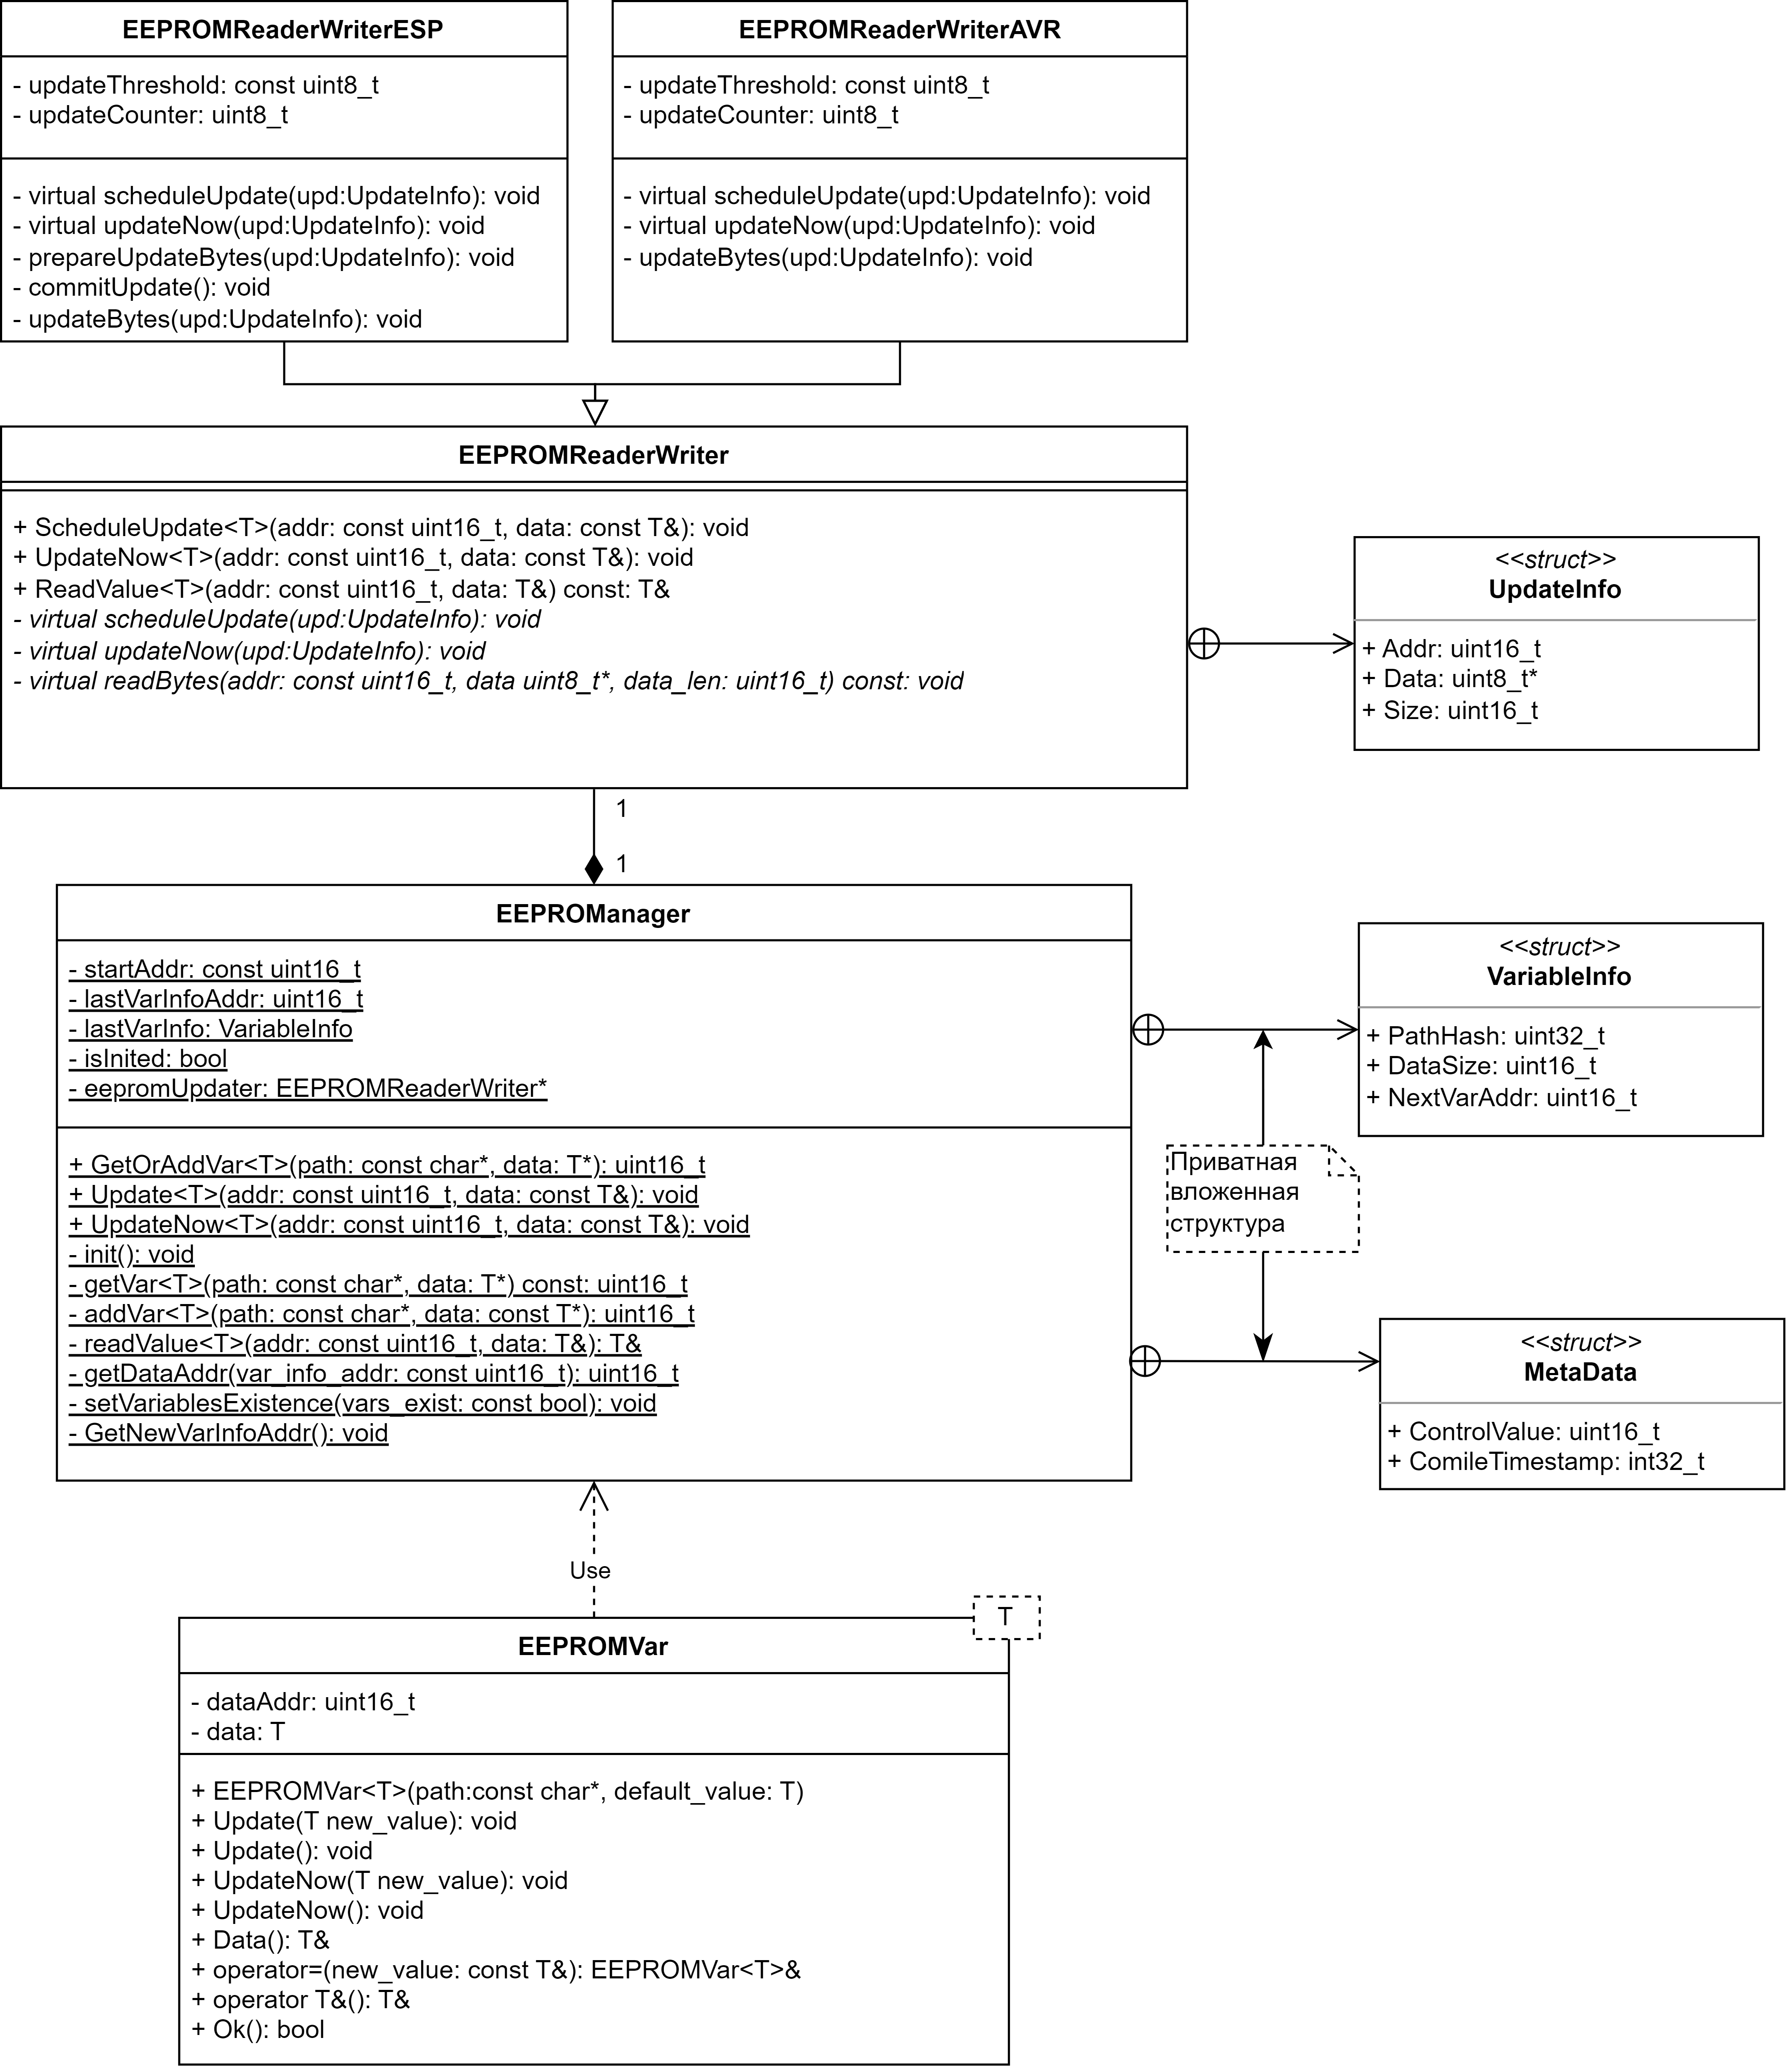 EEPROMReaderWriterESP
- updateThreshold: const uint8_t
- updateCounter: uint8_t
- virtual scheduleUpdate(upd:UpdateInfo): void
- virtual updateNow(upd:UpdateInfo): void
- prepareUpdateBytes(upd:UpdateInfo): void
- commitUpdate(): void
- updateBytes(upd:UpdateInfo): void
EEPROMReaderWriterAVR
- updateThreshold: const uint8_t
- updateCounter: uint8_t
- virtual scheduleUpdate(upd:UpdateInfo): void
- virtual updateNow(upd:UpdateInfo): void
- updateBytes(upd:UpdateInfo): void
EEPROMReaderWriter
+ ScheduleUpdate<T>(addr: const uint16_t, data: const T&): void
+ UpdateNow<T>(addr: const uint16_t, data: const T&): void
+ ReadValue<T>(addr: const uint16_t, data: T&) const: T&
- virtual scheduleUpdate(upd:UpdateInfo): void
- virtual updateNow(upd:UpdateInfo): void
- virtual readBytes(addr: const uint16_t, data uint8_t*, data_len: uint16_t) const: void
<<struct>>
UpdateInfo
+ Addr: uint16_t
+ Data: uint8_t*
+ Size: uint16_t
1
1
EEPROManager
- startAddr: const uint16_t
- lastVarInfoAddr: uint16_t
- lastVarInfo: VariableInfo
- isInited: bool
- eepromUpdater: EEPROMReaderWriter*
+ GetOrAddVar<T>(path: const char*, data: T*): uint16_t
+ Update<T>(addr: const uint16_t, data: const T&): void
+ UpdateNow<T>(addr: const uint16_t, data: const T&): void
- init(): void
- getVar<T>(path: const char*, data: T*) const: uint16_t
- addVar<T>(path: const char*, data: const T*): uint16_t
- readValue<T>(addr: const uint16_t, data: T&): T&
- getDataAddr(var_info_addr: const uint16_t): uint16_t
- setVariablesExistence(vars_exist: const bool): void
- GetNewVarInfoAddr(): void
<<struct>>
VariableInfo
+ PathHash: uint32_t
+ DataSize: uint16_t
+ NextVarAddr: uint16_t
Приватная
вложенная
структура
<<struct>>
MetaData
+ ControlValue: uint16_t
+ ComileTimestamp: int32_t
Use
T
EEPROMVar
- dataAddr: uint16_t
- data: T
+ EEPROMVar<T>(path:const char*, default_value: T)
+ Update(T new_value): void
+ Update(): void
+ UpdateNow(T new_value): void
+ UpdateNow(): void
+ Data(): T&
+ operator=(new_value: const T&): EEPROMVar<T>&
+ operator T&(): T&
+ Ok(): bool